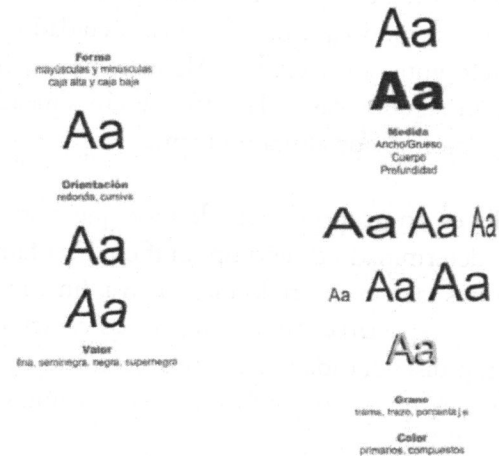 Forma
mayúsculas y minúsculas
caja alta y caja baja
Aa
Orientación
redonda, cursiva
Aa
Aa
Valor
fina, seminegra, negra, supernegra
Aa
Aa
Medida
Ancho/Grueso
Cuerpo
Profundidad
Aa Aa Aa
Aa Aa Aa
Aa
Grano
trama, trazo, porcentaje
Color
primarios, compuestos